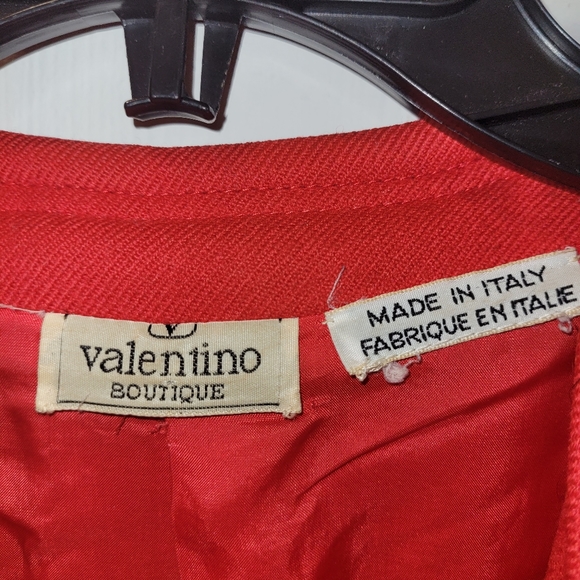 valentino
BOUTIQUE
MADE IN ITALY
FABRIQUE EN ITALIE